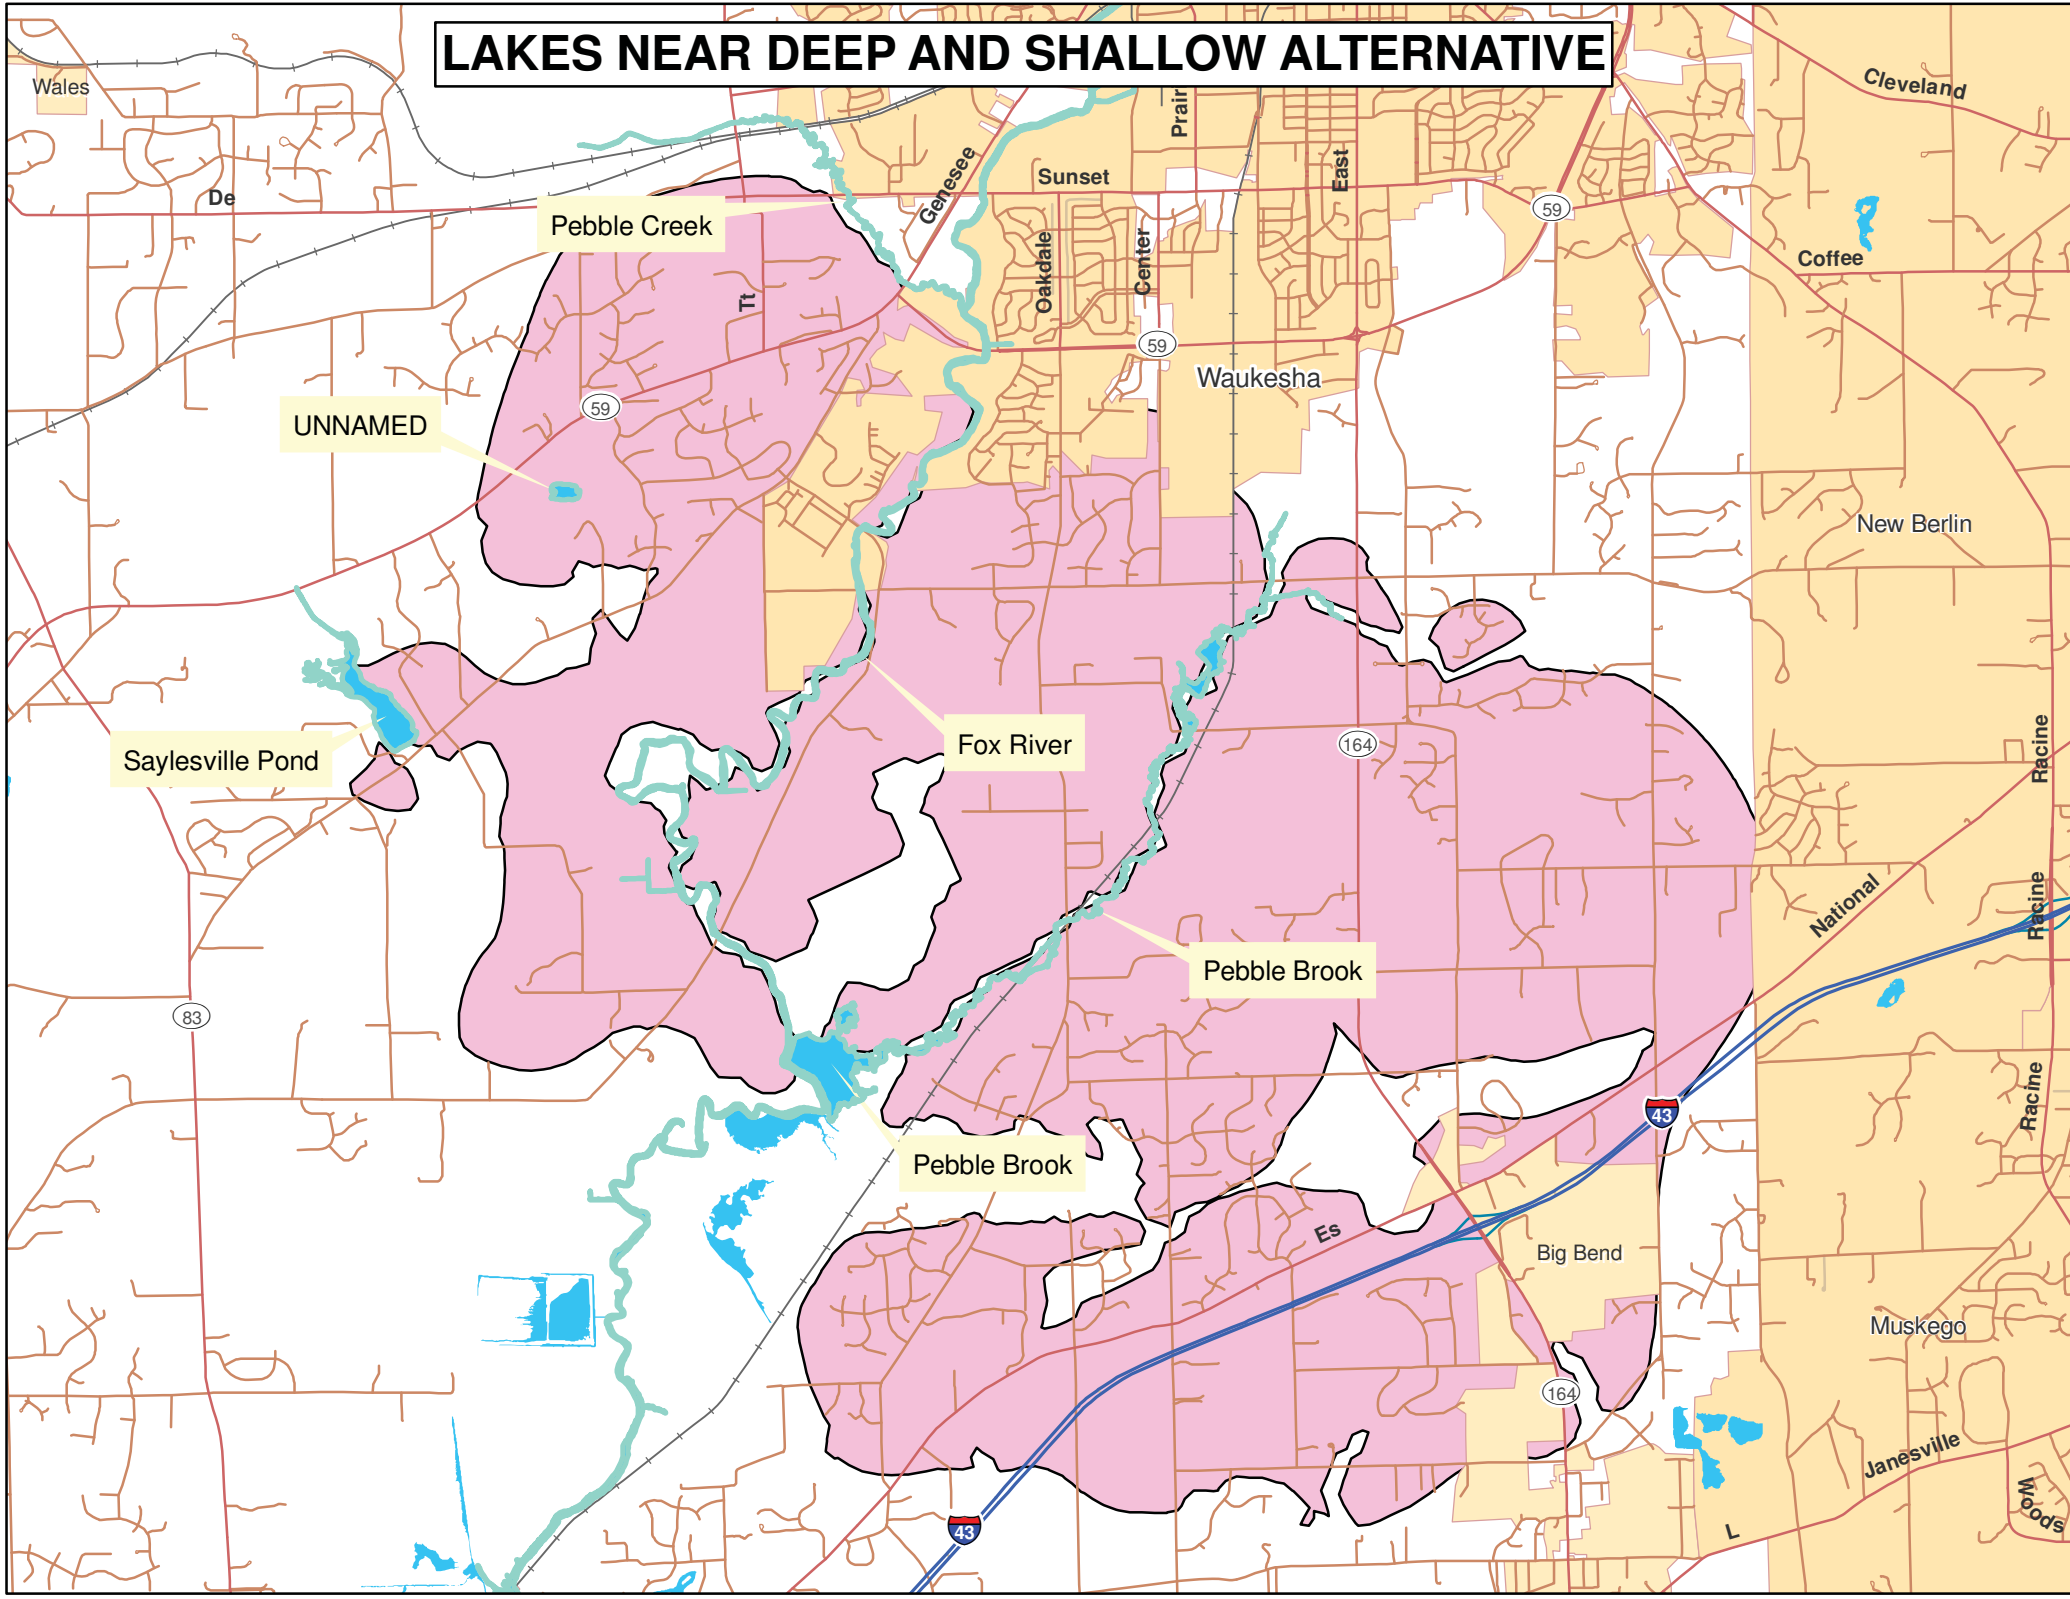 LAKES NEAR DEEP AND SHALLOW ALTERNATIVE
Wales
Cleveland
Prair
East
Genesee
Sunset
De
59
Pebble Creek
Coffee
Oakdale
Center
Tt
59
Waukesha
59
UNNAMED
New Berlin
Racine
Fox River
164
Saylesville Pond
National
Racine
Pebble Brook
83
Racine
43
Pebble Brook
Es
Big Bend
Muskego
164
Janesville
Woods
L
43